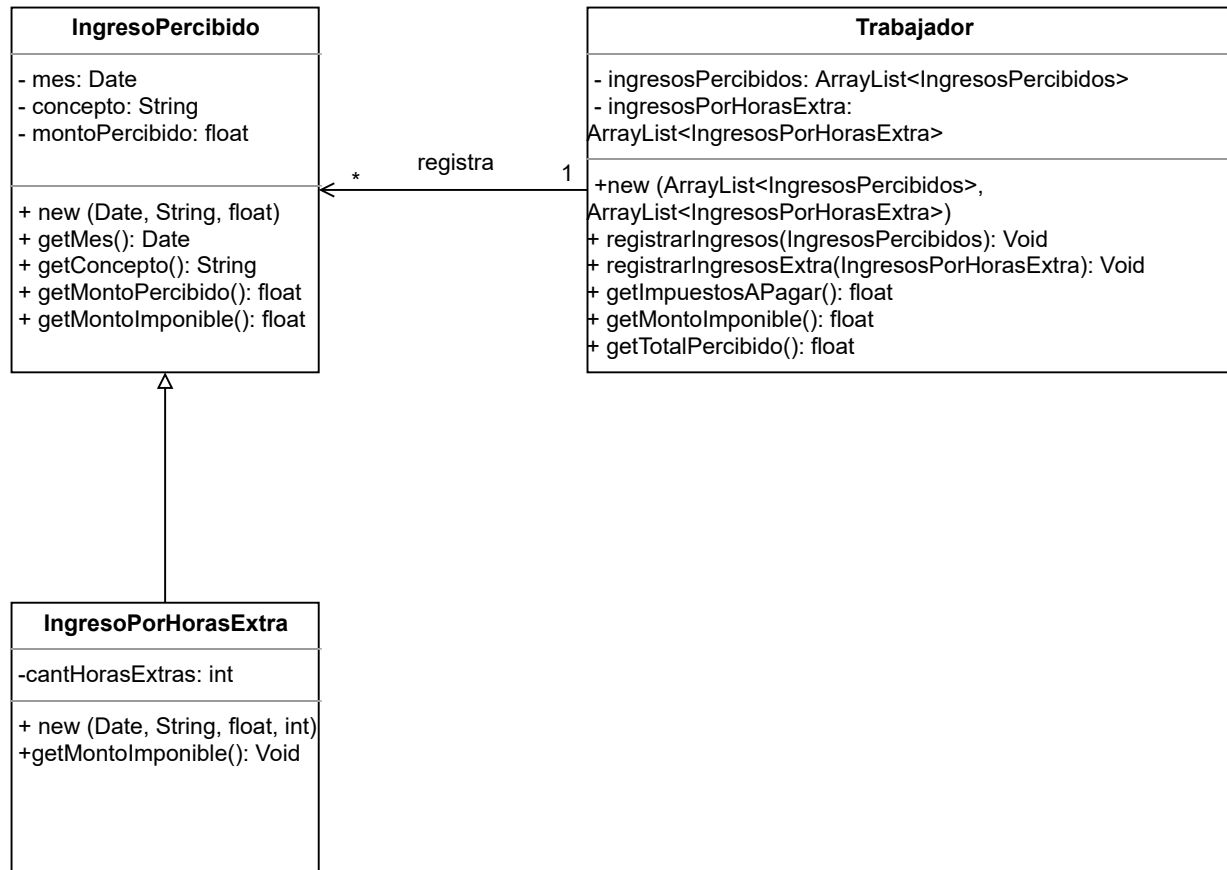 IngresoPercibido
- mes: Date
- concepto: String
- montoPercibido: float
+ new (Date, String, float)
+ getMes(): Date
+ getConcepto(): String
+ getMontoPercibido(): float
+ getMontoImponible(): float
*
registra
1
Trabajador
- ingresosPercibidos: ArrayList<IngresosPercibidos>
- ingresosPorHorasExtra:
ArrayList<IngresosPorHorasExtra>
+new (ArrayList<IngresosPercibidos>,
ArrayList<IngresosPorHorasExtra>)
+ registrarIngresos(IngresosPercibidos): Void
+ registrarIngresosExtra(IngresosPorHorasExtra): Void
+ getImpuestosAPagar(): float
+ getMontoImponible(): float
+ getTotalPercibido(): float
IngresoPorHorasExtra
-cantHorasExtras: int
+ new (Date, String, float, int)
+getMontoImponible(): Void